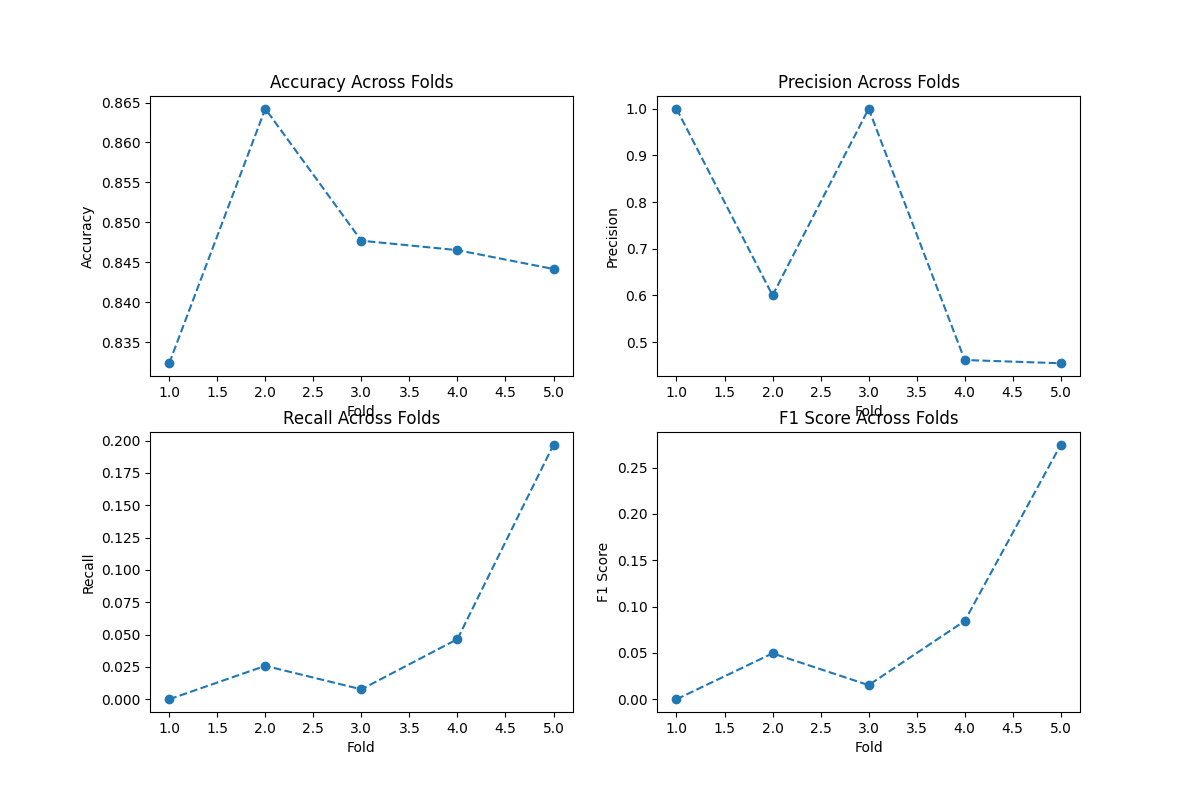 Accuracy Across Folds
Accuracy
0.865
0.860
0.855
0.850
0.845
0.840
0.835
1.0 1.5 2.0 2.5 3.0 3.5 4.0 4.5 5.0
Fold
Precision Across Folds
Precision
1.0
0.9
0.8
0.7
0.6
0.5
1.0 1.5 2.0 2.5 3.0 3.5 4.0 4.5 5.0
Fold
Recall Across Folds
Recall
0.200
0.175
0.150
0.125
0.100
0.075
0.050
0.025
0.000
1.0 1.5 2.0 2.5 3.0 3.5 4.0 4.5 5.0
Fold
F1 Score Across Folds
F1 Score
0.25
0.20
0.15
0.10
0.05
0.00
1.0 1.5 2.0 2.5 3.0 3.5 4.0 4.5 5.0
Fold